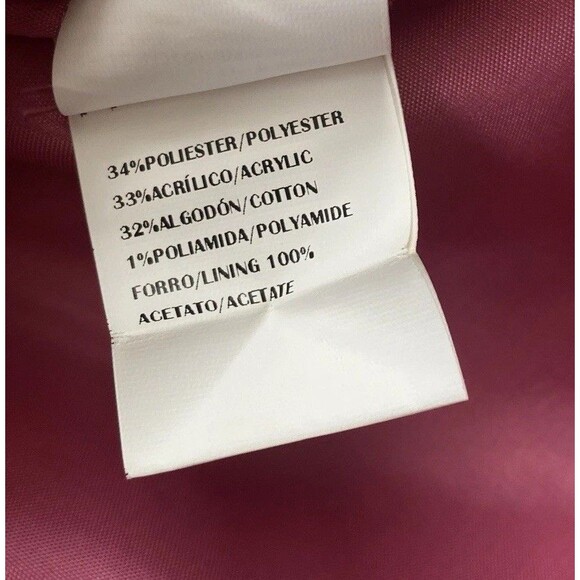 34%POLIESTER/POLYESTER
33%ACRÍLICO/ACRYLIC
32%ALGODÓN/COTTON
1%POLIAMIDA/POLYAMIDE
FORRO/LINING 100%
ACETATO/ACETATE